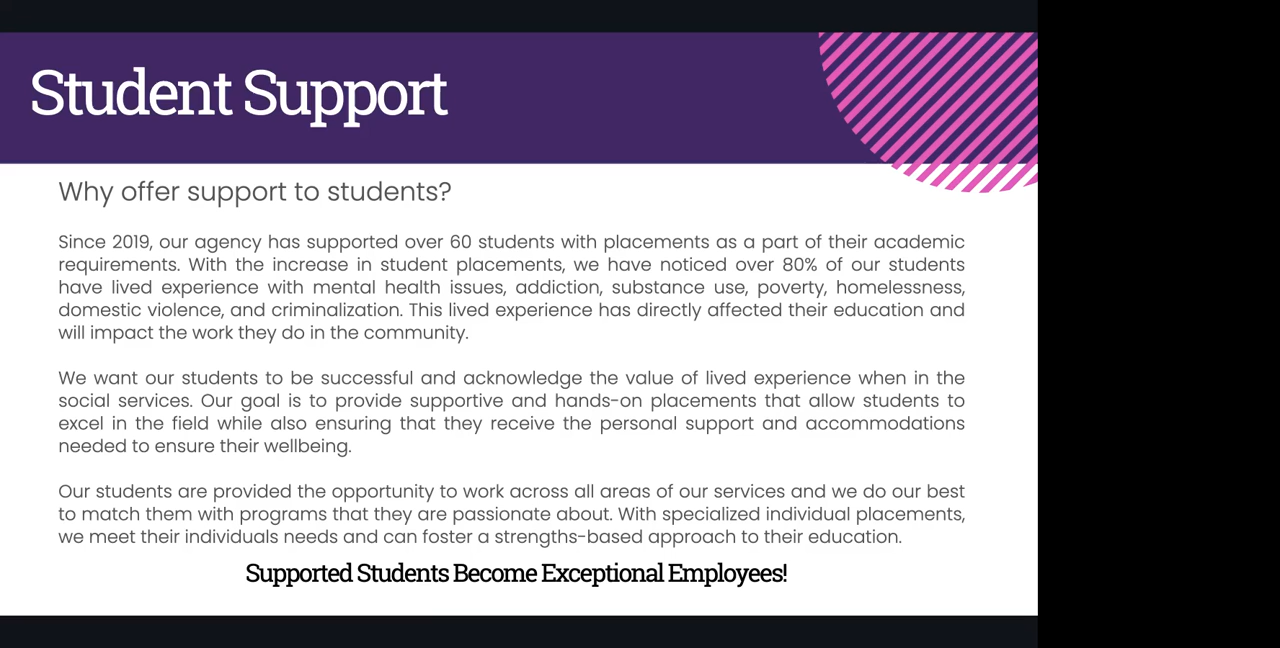 Student Support
Why offer support to students?
Since 2019, our agency has supported over 60 students with placements as a part of their academic
requirements. With the increase in student placements, we have noticed over 80% of our students
have lived experience with mental health issues, addiction, substance use, poverty, homelessness,
domestic violence, and criminalization. This lived experience has directly affected their education and
will impact the work they do in the community.
We want our students to be successful and acknowledge the value of lived experience when in the
social services. Our goal is to provide supportive and hands-on placements that allow students to
excel in the field while also ensuring that they receive the personal support and accommodations
needed to ensure their wellbeing.
Our students are provided the opportunity to work across all areas of our services and we do our best
to match them with programs that they are passionate about. With specialized individual placements,
we meet their individuals needs and can foster a strengths-based approach to their education.
Supported Students Become Exceptional Employees!